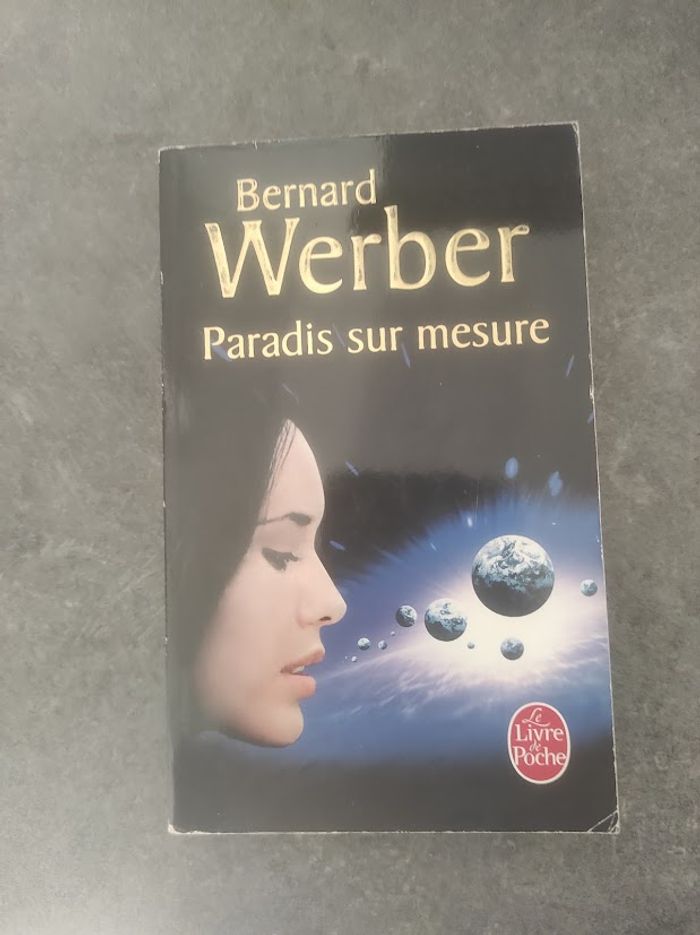 Bernard
Werber
Paradis sur mesure
Le
Livre
de
Poche